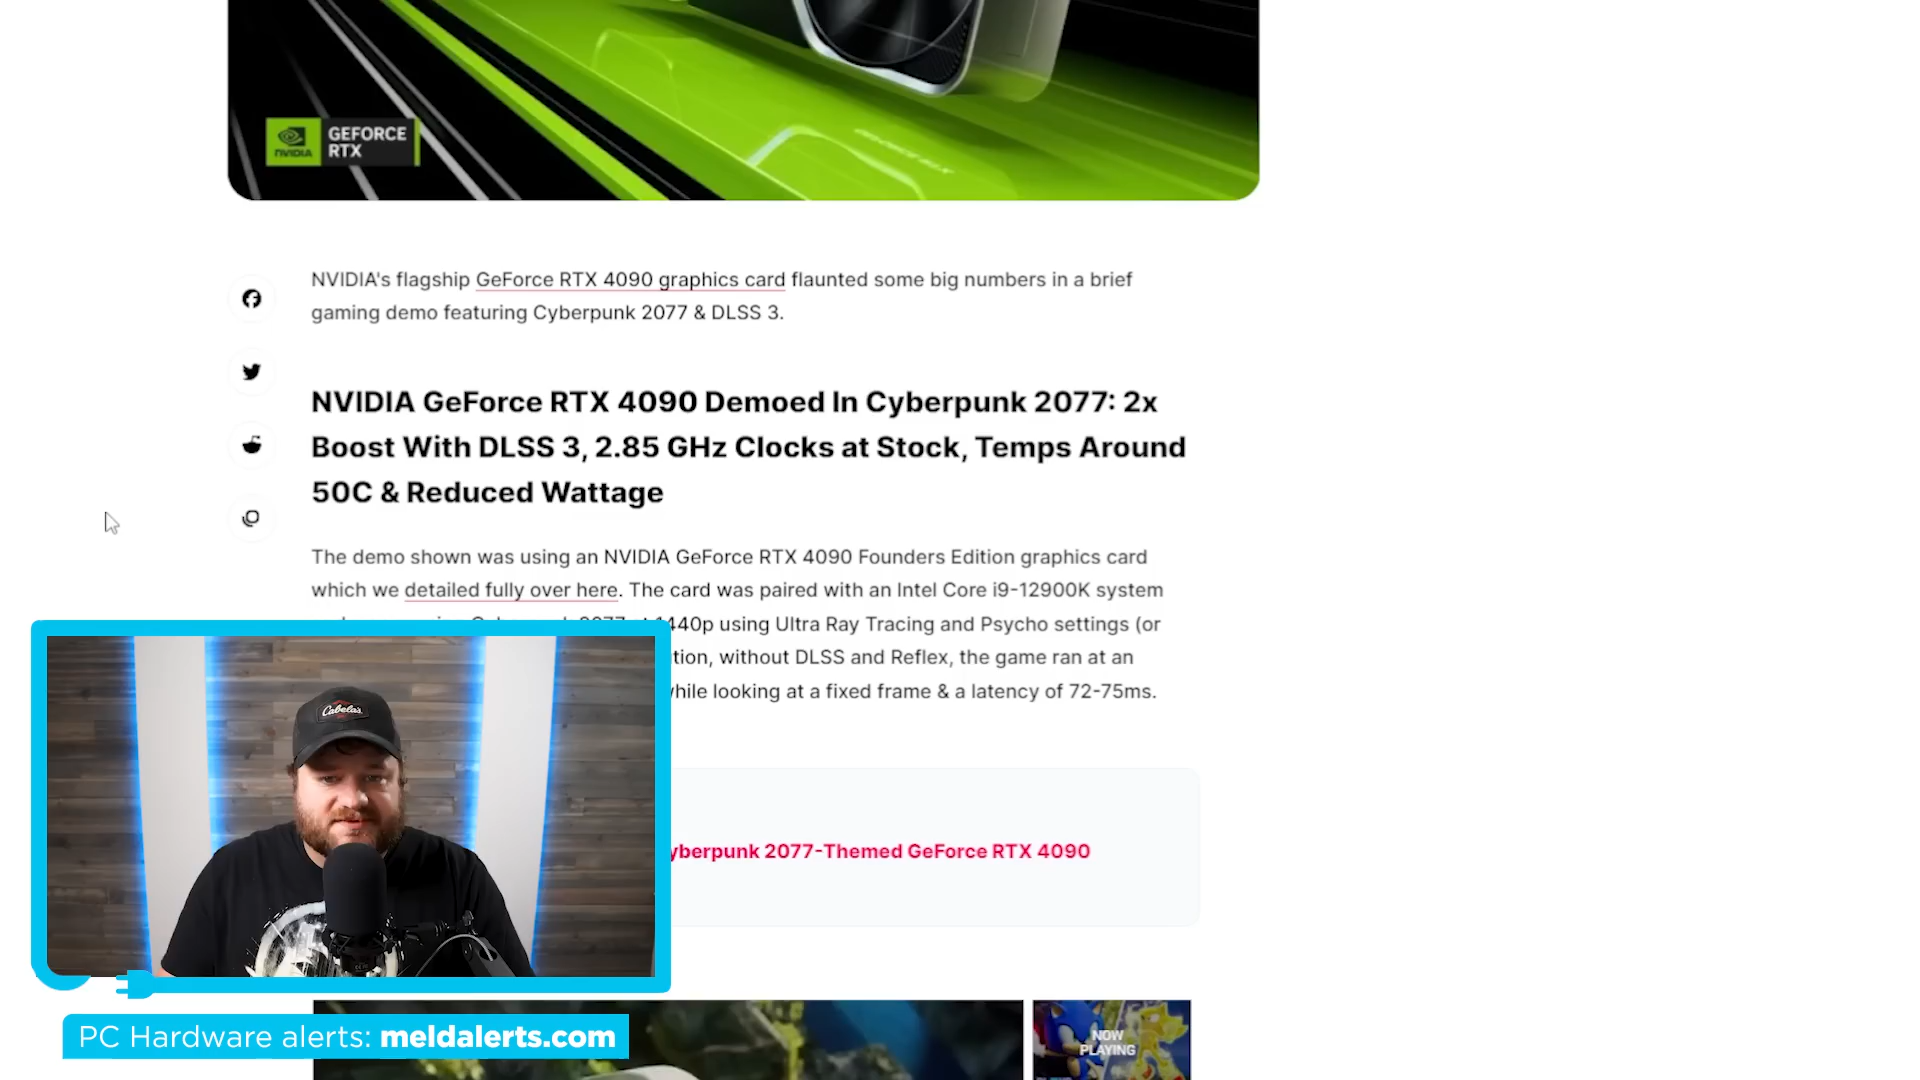 NVIDIA
GEFORCE
RTX
NVIDIA's flagship GeForce RTX 4090 graphics card flaunted some big numbers in a brief
gaming demo featuring Cyberpunk 2077 & DLSS 3.
NVIDIA GeForce RTX 4090 Demoed In Cyberpunk 2077: 2x
Boost With DLSS 3, 2.85 GHz Clocks at Stock, Temps Around
50C & Reduced Wattage
The demo shown was using an NVIDIA GeForce RTX 4090 Founders Edition graphics card
which we detailed fully over here. The card was paired with an Intel Core i9-12900K system
1440p using Ultra Ray Tracing and Psycho settings (or
tion, without DLSS and Reflex, the game ran at an
while looking at a fixed frame & a latency of 72-75ms.
yberpunk 2077-Themed GeForce RTX 4090
Cabela's
NOW
PLAYING
PC Hardware alerts: meldalerts.com